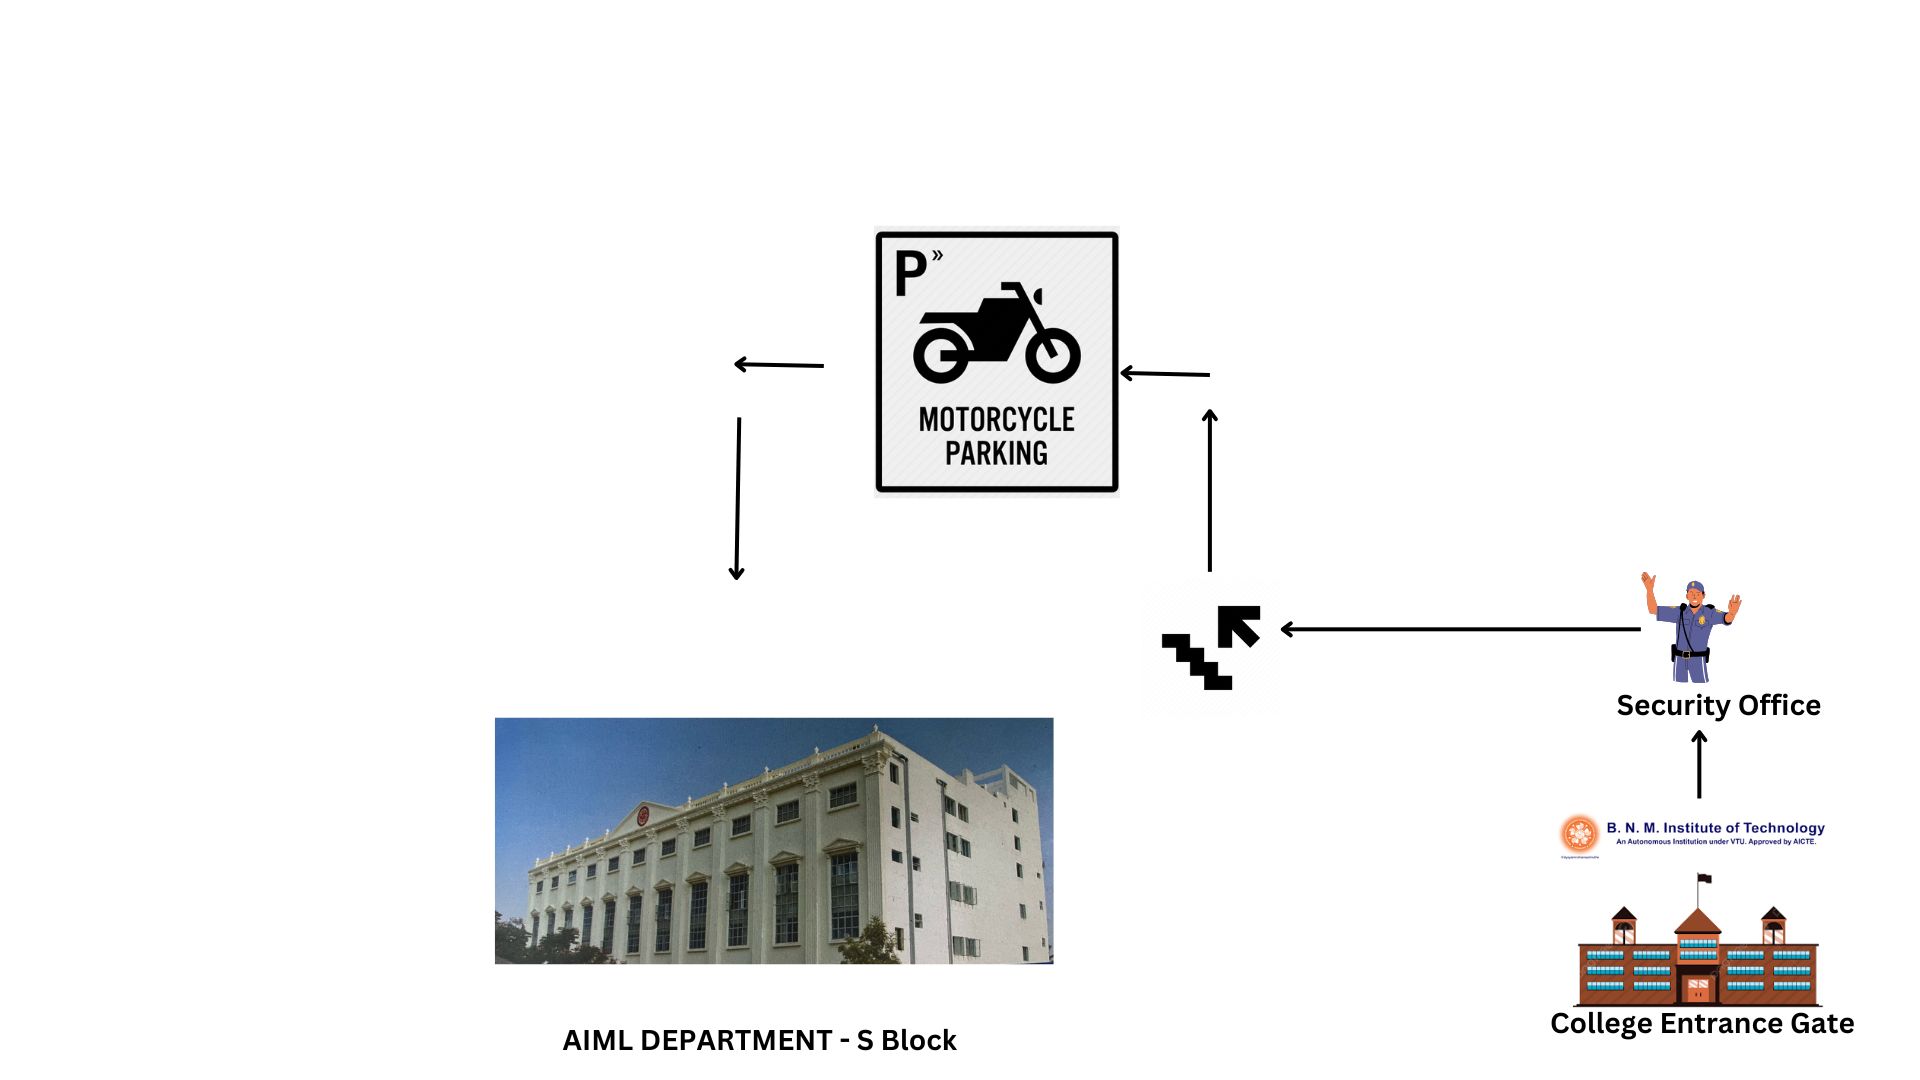 P »
MOTORCYCLE
PARKING
Security Office
B. N. M. Institute of Technology
An Autonomous Institution under VTU. Approved by AICTE.
College Entrance Gate
AIML DEPARTMENT - S Block